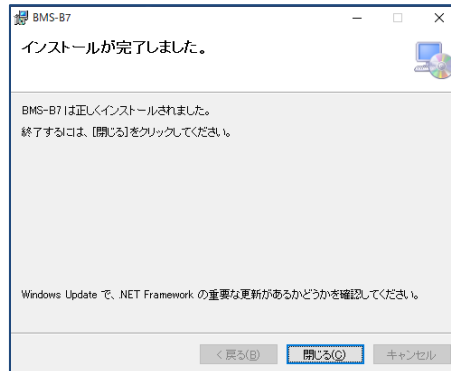 BMS-B7
インストールが完了しました。
BMS-B7 は正しくインストールされました。
終了するには、[閉じる]をクリックしてください。
Windows Update で、.NET Framework の重要な更新があるかどうかを確認してください。
< 戻る(B)
閉じる(C)
キャンセル